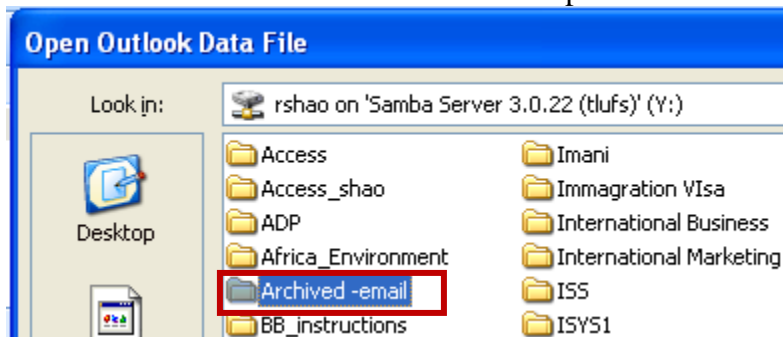 Open Outlook Data File
Look in: rshao on 'Samba Server 3.0.22 (tlufs)' (Y:)
Desktop
Access
Access_shao
ADP
Africa_Environment
Archived -email
BB_instructions
Imani
Immagration VIsa
International Business
International Marketing
ISS
ISYS1